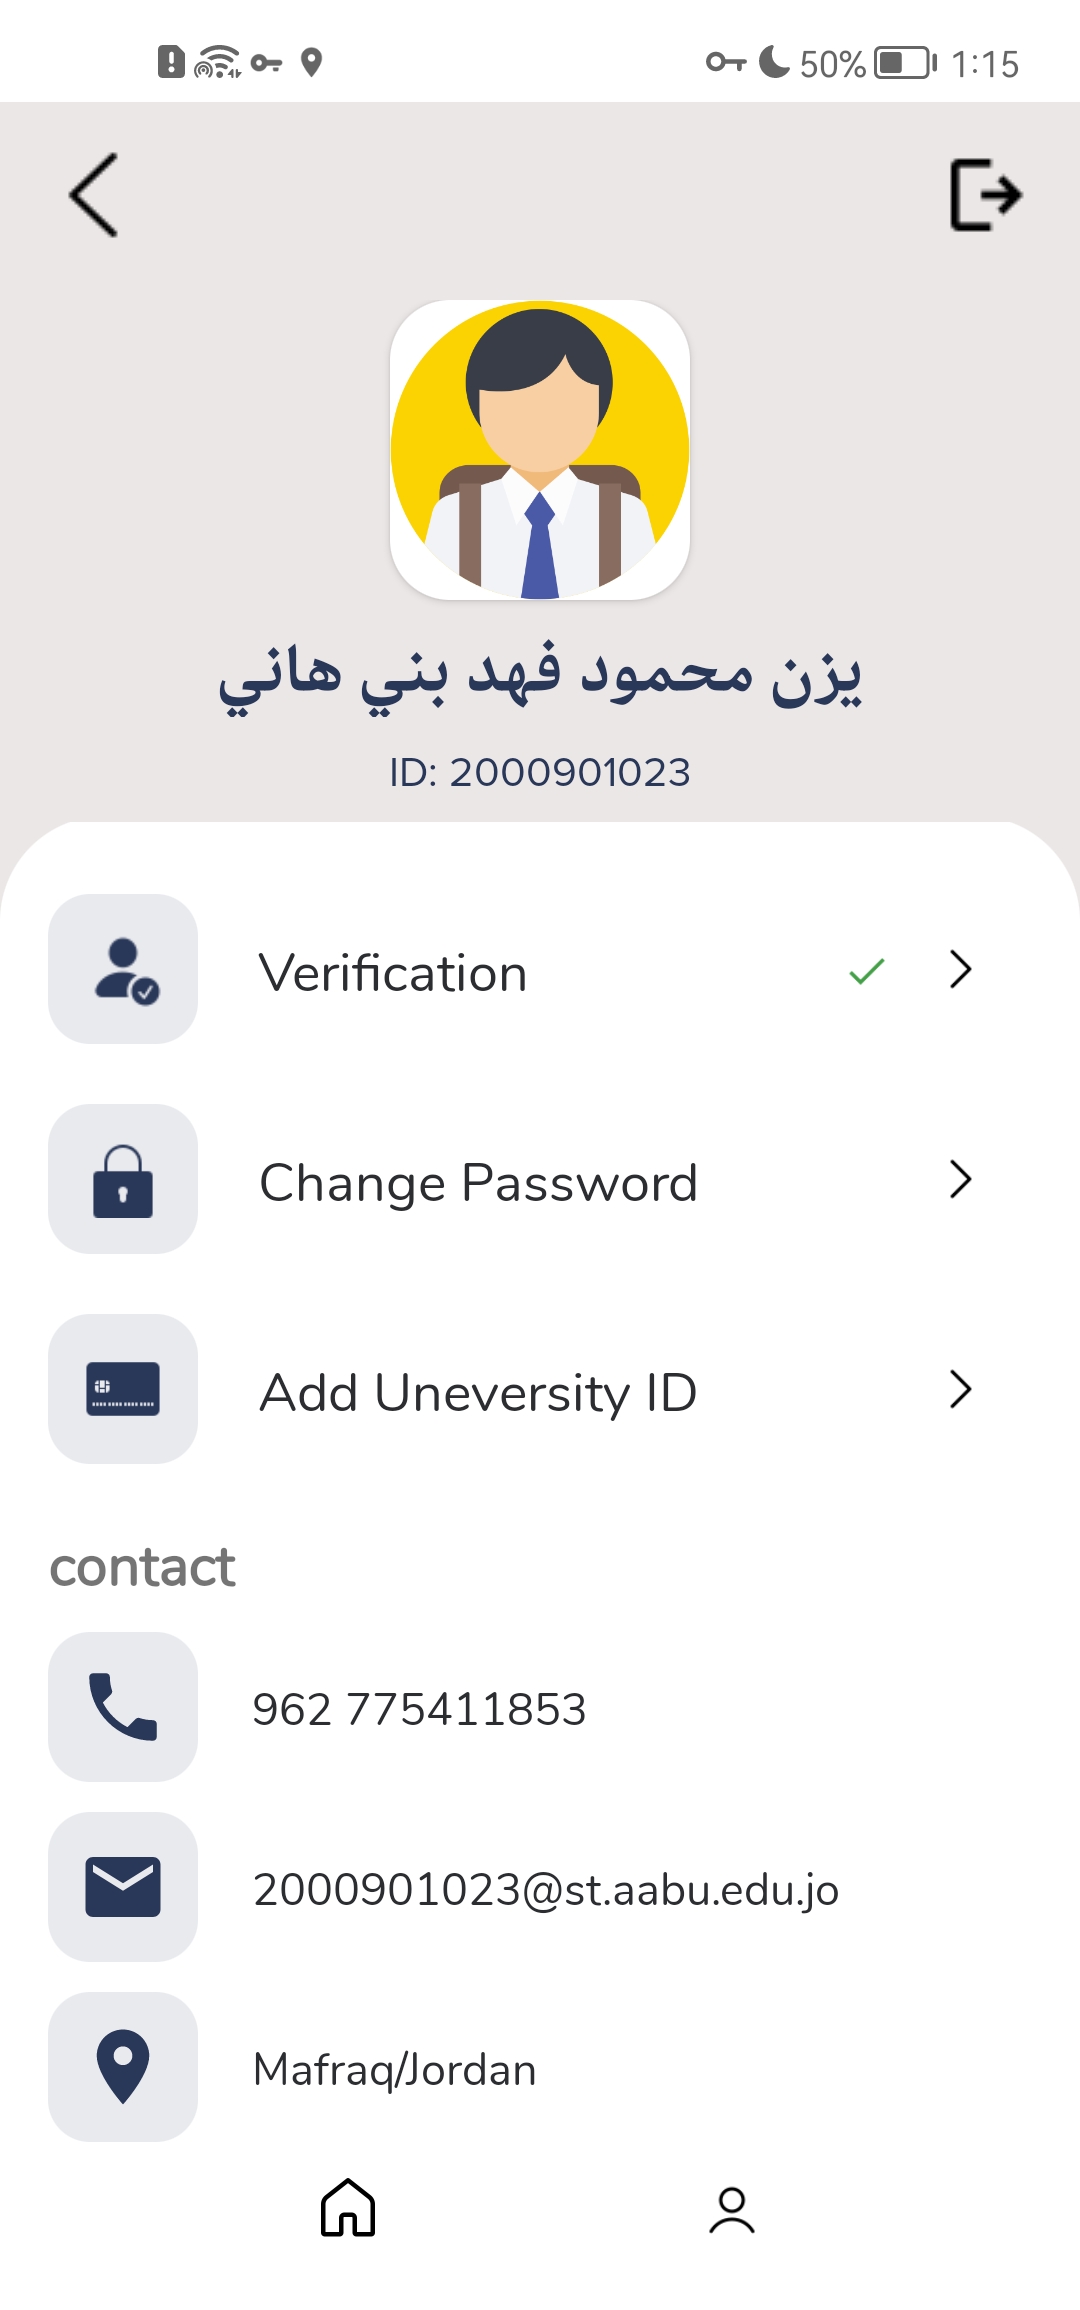 50% 1:15
يزن محمود فهد بني هاني
ID: 2000901023
Verification
Change Password
Add Uneversity ID
contact
962 775411853
2000901023@st.aabu.edu.jo
Mafraq/Jordan